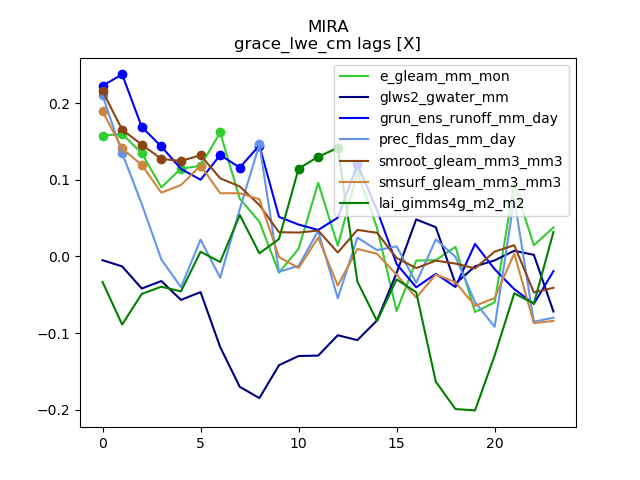 MIRA
grace_lwe_cm lags [X]
e_gleam_mm_mon
glws2_gwater_mm
grun_ens_runoff_mm_day
prec_fldas_mm_day
smroot_gleam_mm3_mm3
smsurf_gleam_mm3_mm3
lai_gimms4g_m2_m2
0.2
0.1
0.0
−0.1
−0.2
0 5 10 15 20